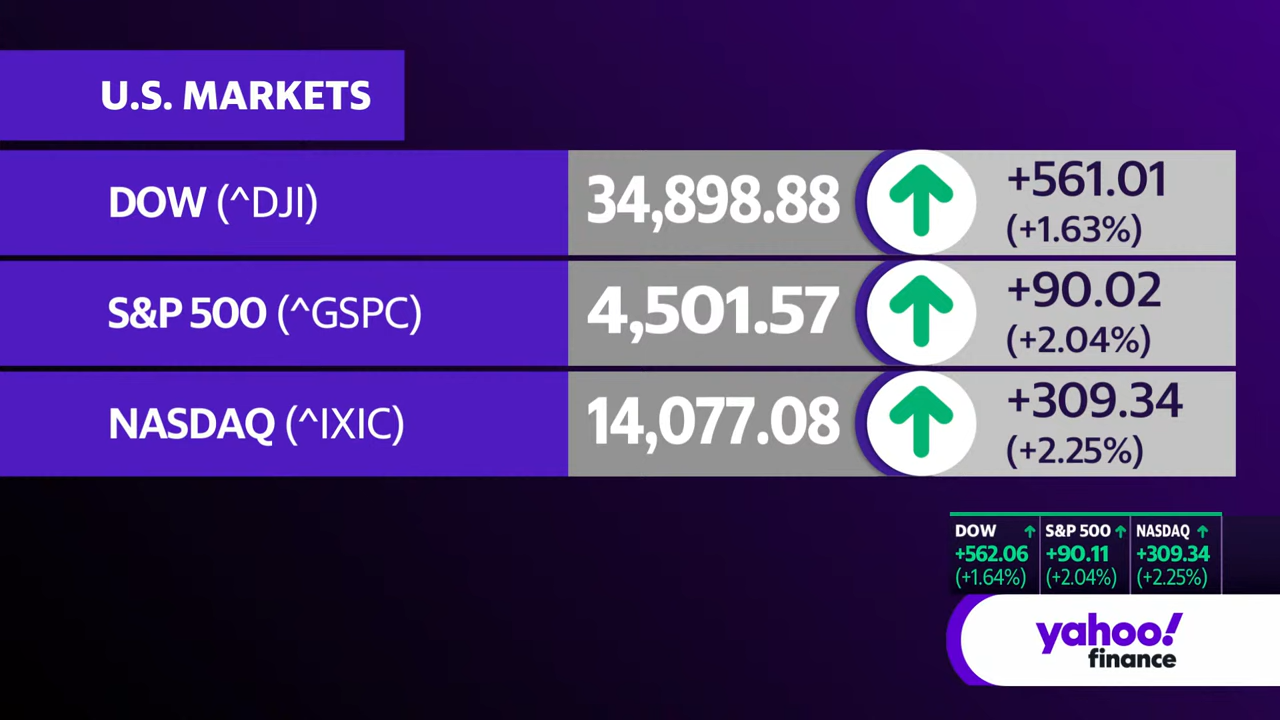 U.S. MARKETS
DOW (^DJI) 34,898.88 +561.01
(+1.63%)
S&P 500 (^GSPC) 4,501.57 +90.02
(+2.04%)
NASDAQ (^IXIC) 14,077.08 +309.34
(+2.25%)
DOW S&P 500 NASDAQ
+562.06 +90.11 +309.34
(+1.64%) (+2.04%) (+2.25%)
yahoo!
finance